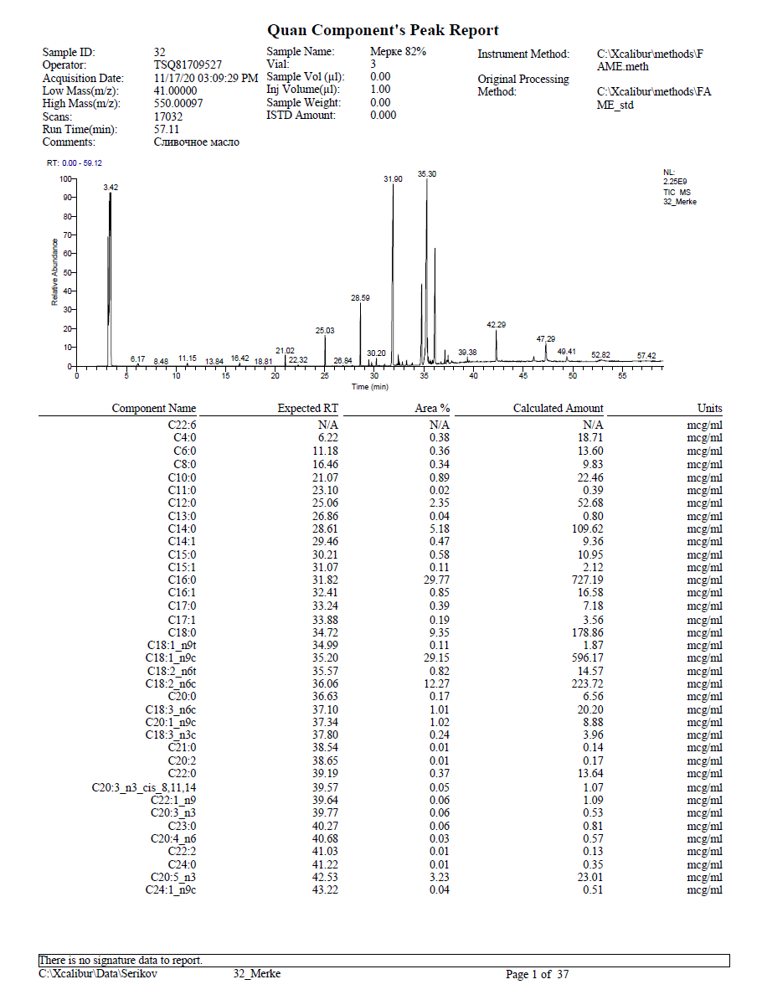 Quan Component's Peak Report
Sample ID: 32
Operator: TSQ81709527
Acquisition Date: 11/17/20 03:09:29 PM
Low Mass(m/z): 41.00000
High Mass(m/z): 550.00097
Scans: 17032
Run Time(min): 57.11
Comments: Сливочное масло
Sample Name: Мерке 82%
Vial: 3
Sample Vol (µl): 0.00
Inj Volume(µl): 1.00
Sample Weight: 0.00
ISTD Amount: 0.000
Instrument Method: C:\Xcalibur\methods\F
AME.meth
Original Processing
Method: C:\Xcalibur\methods\FA
ME_std
RT: 0.00 - 59.12
NL:
2.25E9
TIC MS
32_Merke
Relative Abundance
100
90
80
70
60
50
40
30
20
10
0
3.42
6.17
8.48
11.15
13.84
16.42
18.81
21.02
22.32
25.03
26.84
28.59
30.20
31.90
35.30
39.38
42.29
47.29
49.41
52.82
57.42
0 5 10 15 20 25 30 35 40 45 50 55
Time (min)
Component Name Expected RT Area % Calculated Amount Units
C22:6 N/A N/A N/A mcg/ml
C4:0 6.22 0.38 18.71 mcg/ml
C6:0 11.18 0.36 13.60 mcg/ml
C8:0 16.46 0.34 9.83 mcg/ml
C10:0 21.07 0.89 22.46 mcg/ml
C11:0 23.10 0.02 0.39 mcg/ml
C12:0 25.06 2.35 52.68 mcg/ml
C13:0 26.86 0.04 0.80 mcg/ml
C14:0 28.61 5.18 109.62 mcg/ml
C14:1 29.46 0.47 9.36 mcg/ml
C15:0 30.21 0.58 10.95 mcg/ml
C15:1 31.07 0.11 2.12 mcg/ml
C16:0 31.82 29.77 727.19 mcg/ml
C16:1 32.41 0.85 16.58 mcg/ml
C17:0 33.24 0.39 7.18 mcg/ml
C17:1 33.88 0.19 3.56 mcg/ml
C18:0 34.72 9.35 178.86 mcg/ml
C18:1_n9t 34.99 0.11 1.87 mcg/ml
C18:1_n9c 35.20 29.15 596.17 mcg/ml
C18:2_n6t 35.57 0.82 14.57 mcg/ml
C18:2_n6c 36.06 12.27 223.72 mcg/ml
C20:0 36.63 0.17 6.56 mcg/ml
C18:3_n6c 37.10 1.01 20.20 mcg/ml
C20:1_n9c 37.34 1.02 8.88 mcg/ml
C18:3_n3c 37.80 0.24 3.96 mcg/ml
C21:0 38.54 0.01 0.14 mcg/ml
C20:2 38.65 0.01 0.17 mcg/ml
C22:0 39.19 0.37 13.64 mcg/ml
C20:3_n3_cis_8,11,14 39.57 0.05 1.07 mcg/ml
C22:1_n9 39.64 0.06 1.09 mcg/ml
C20:3_n3 39.77 0.06 0.53 mcg/ml
C23:0 40.27 0.06 0.81 mcg/ml
C20:4_n6 40.68 0.03 0.57 mcg/ml
C22:2 41.03 0.01 0.13 mcg/ml
C24:0 41.22 0.01 0.35 mcg/ml
C20:5_n3 42.53 3.23 23.01 mcg/ml
C24:1_n9c 43.22 0.04 0.51 mcg/ml
There is no signature data to report.
C:\Xcalibur\Data\Serikov 32_Merke Page 1 of 37